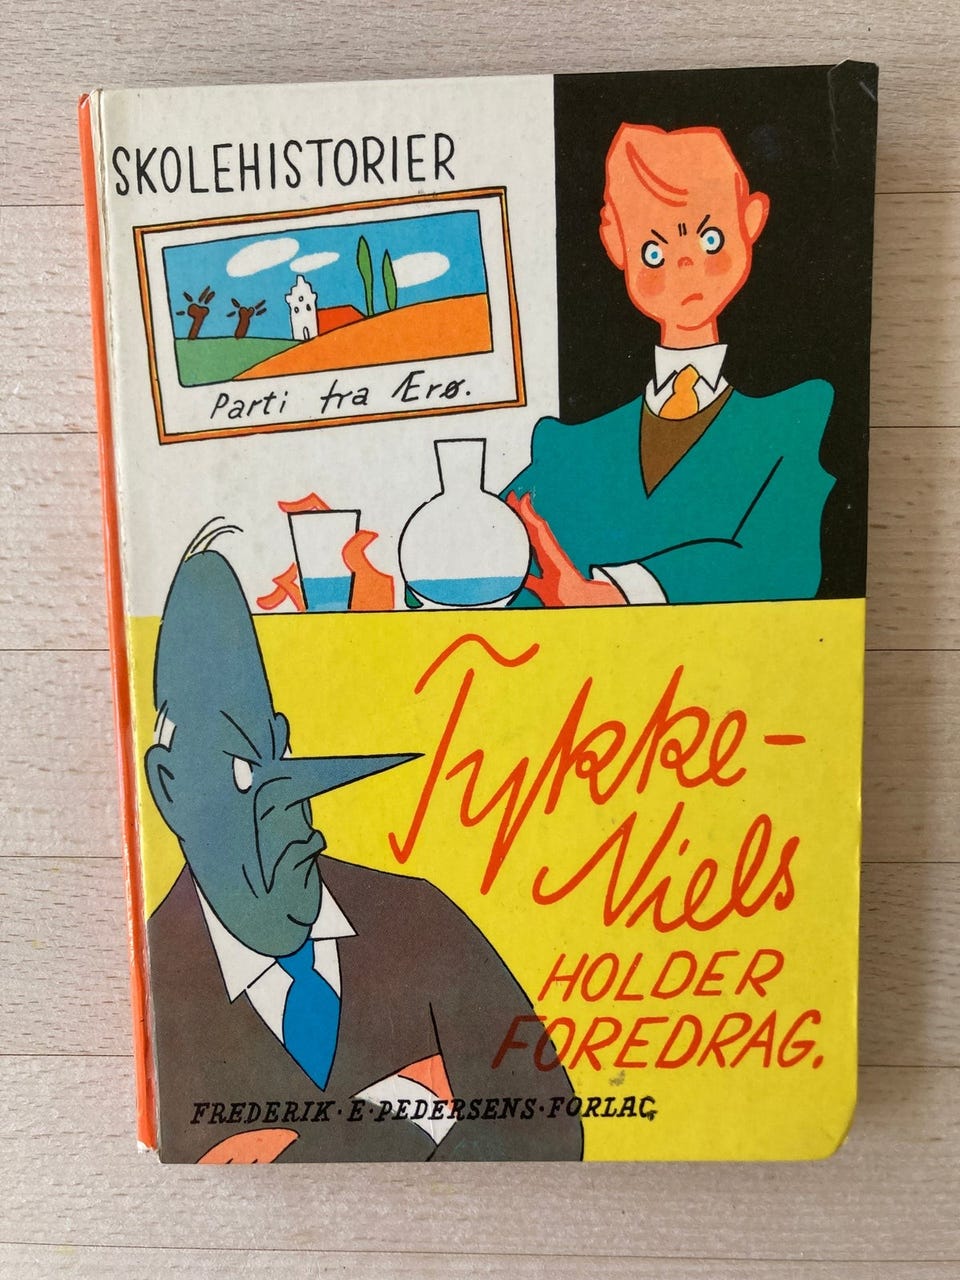 SKOLEHISTORIER
Parti fra Ærø.
Tykke-
Niels
HOLDER
FOREDRAG.
FREDERIK·E·PEDERSENS·FORLAG